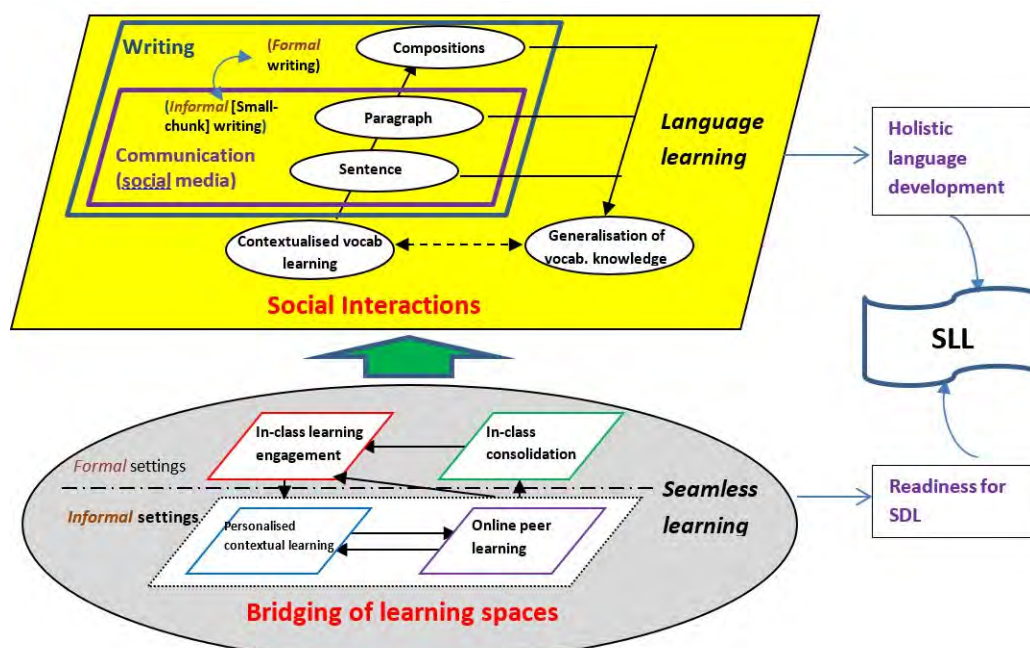 Writing
(Formal
writing)
Compositions
(Informal [Small-
chunk] writing)
Paragraph
Communication
(social media)
Sentence
Language
learning
Contextualised vocab
learning
Generalisation of
vocab. knowledge
Social Interactions
Holistic
language
development
SLL
Readiness for
SDL
In-class learning
engagement
In-class
consolidation
Formal settings
Informal settings
Seamless
learning
Personalised
contextual learning
Online peer
learning
Bridging of learning spaces